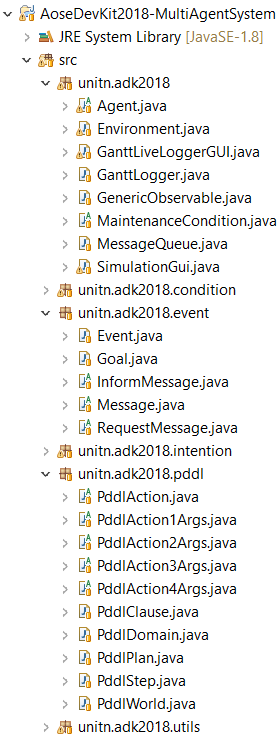 AoseDevKit2018-MultiAgentSystem
JRE System Library [JavaSE-1.8]
src
unitn.adk2018
Agent.java
Environment.java
GanttLiveLoggerGUI.java
GanttLogger.java
GenericObservable.java
MaintenanceCondition.java
MessageQueue.java
SimulationGui.java
unitn.adk2018.condition
unitn.adk2018.event
Event.java
Goal.java
InformMessage.java
Message.java
RequestMessage.java
unitn.adk2018.intention
unitn.adk2018.pddl
PddlAction.java
PddlAction1Args.java
PddlAction2Args.java
PddlAction3Args.java
PddlAction4Args.java
PddlClause.java
PddlDomain.java
PddlPlan.java
PddlStep.java
PddlWorld.java
unitn.adk2018.utils